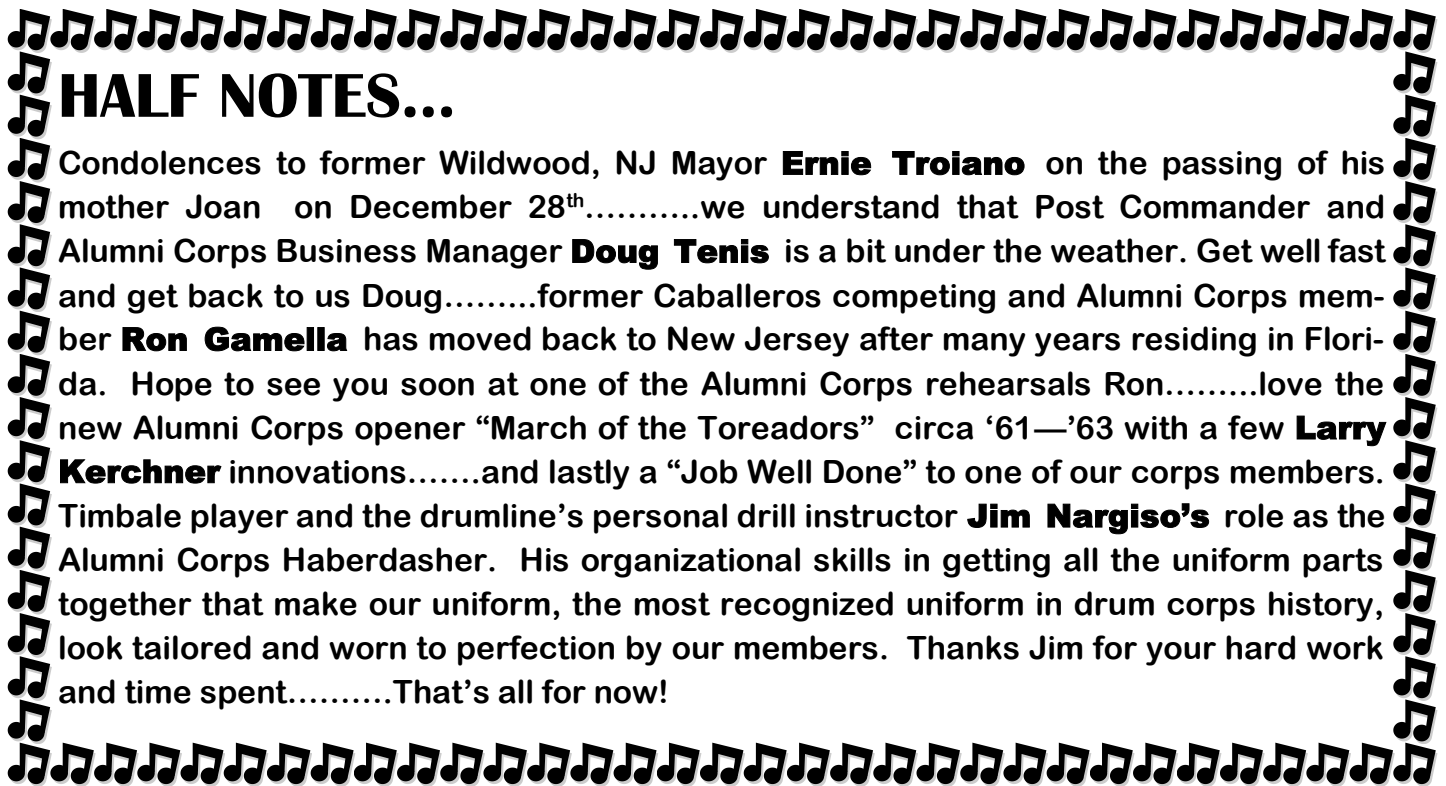 HALF NOTES...
Condolences to former Wildwood, NJ Mayor Ernie Troiano on the passing of his
mother Joan  on December 28th...........we understand that Post Commander and
Alumni Corps Business Manager Doug Tenis is a bit under the weather. Get well fast
and get back to us Doug.........former Caballeros competing and Alumni Corps mem-
ber Ron Gamella has moved back to New Jersey after many years residing in Flori-
da.  Hope to see you soon at one of the Alumni Corps rehearsals Ron.........love the
new Alumni Corps opener “March of the Toreadors”  circa ‘61—’63 with a few Larry
Kerchner innovations.......and lastly a “Job Well Done” to one of our corps members.
Timbale player and the drumline’s personal drill instructor Jim Nargiso’s role as the
Alumni Corps Haberdasher.  His organizational skills in getting all the uniform parts
together that make our uniform, the most recognized uniform in drum corps history,
look tailored and worn to perfection by our members.  Thanks Jim for your hard work
and time spent..........That’s all for now!